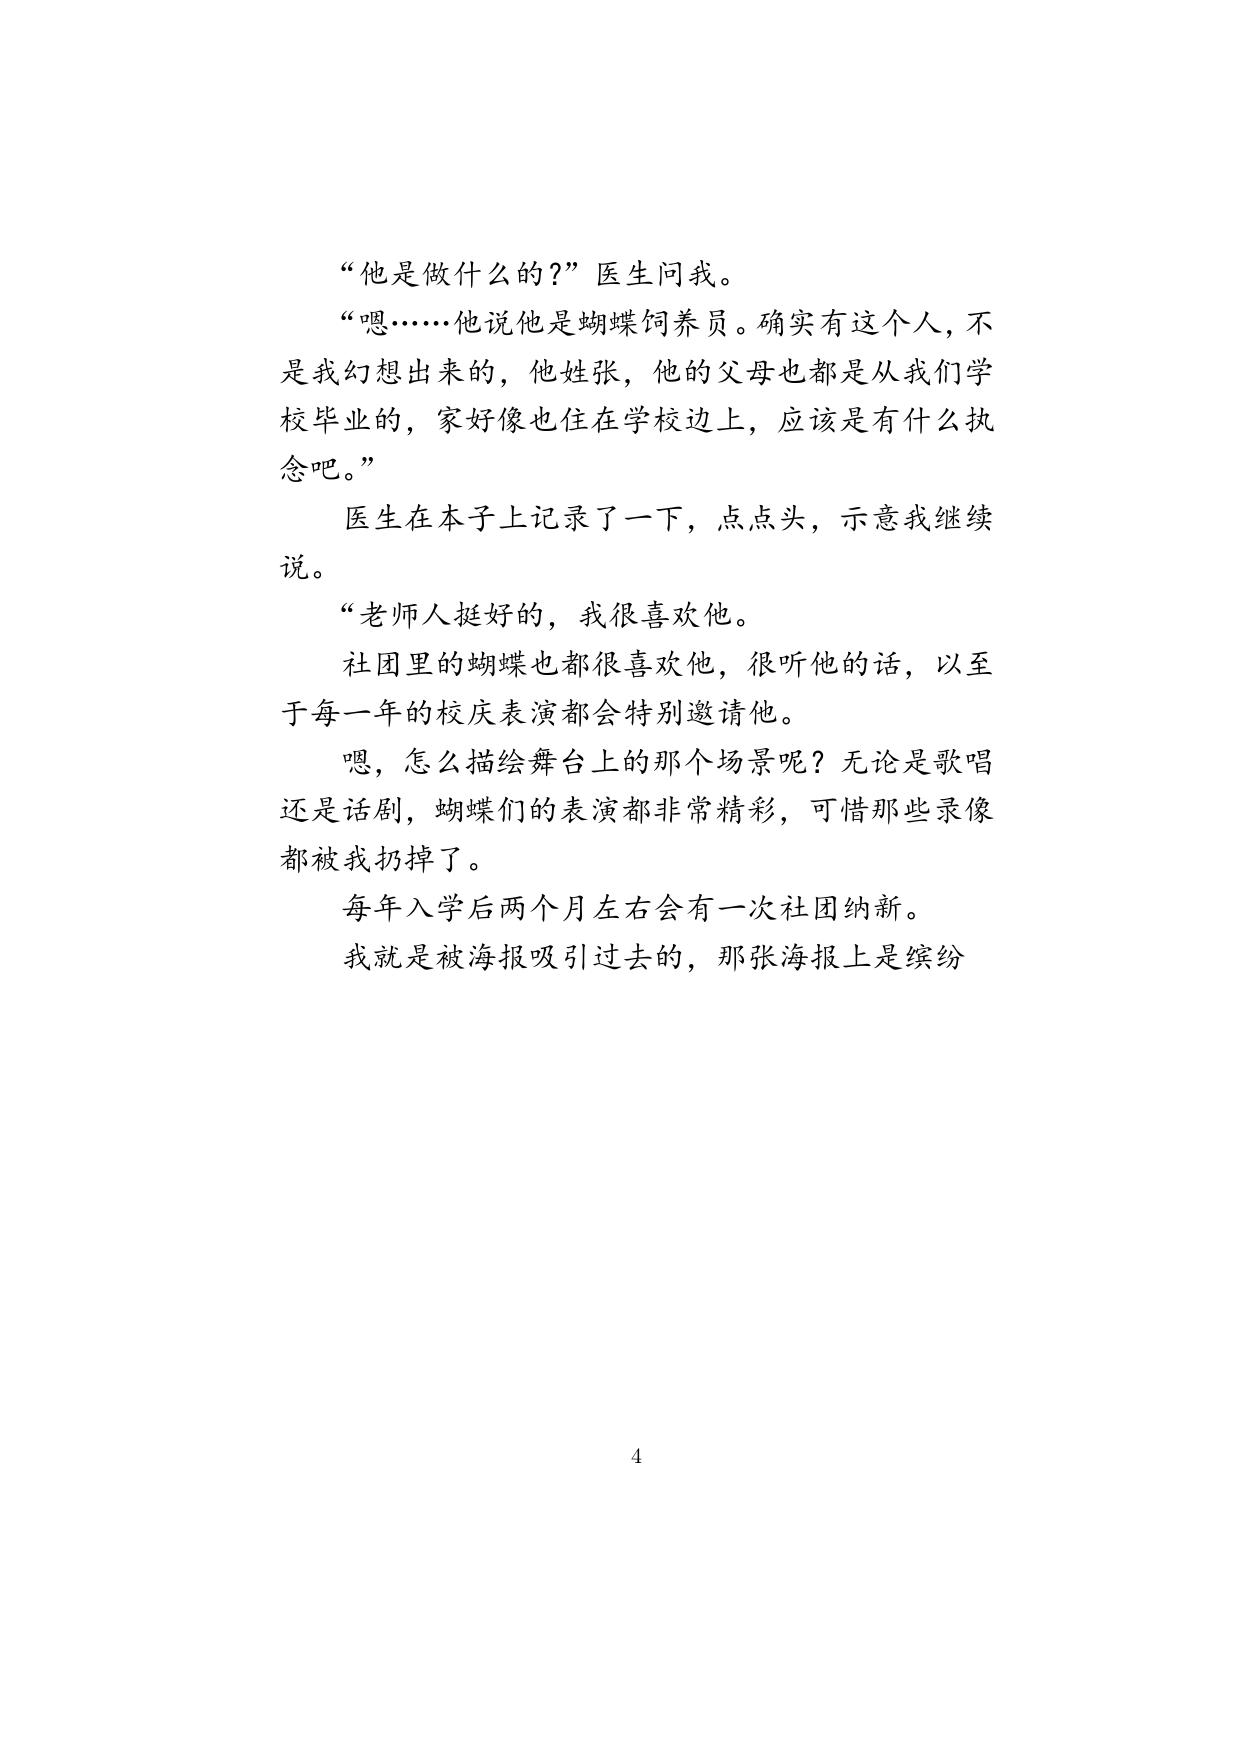 “他是做什么的?”医生问我。
“嗯……他说他是蝴蝶饲养员。确实有这个人，不
是我幻想出来的，他姓张，他的父母也都是从我们学
校毕业的，家好像也住在学校边上，应该是有什么执
念吧。”
医生在本子上记录了一下，点点头，示意我继续
说。
“老师人挺好的，我很喜欢他。
社团里的蝴蝶也都很喜欢他，很听他的话，以至
于每一年的校庆表演都会特别邀请他。
嗯，怎么描绘舞台上的那个场景呢？无论是歌唱
还是话剧，蝴蝶们的表演都非常精彩，可惜那些录像
都被我扔掉了。
每年入学后两个月左右会有一次社团纳新。
我就是被海报吸引过去的，那张海报上是缤纷
4